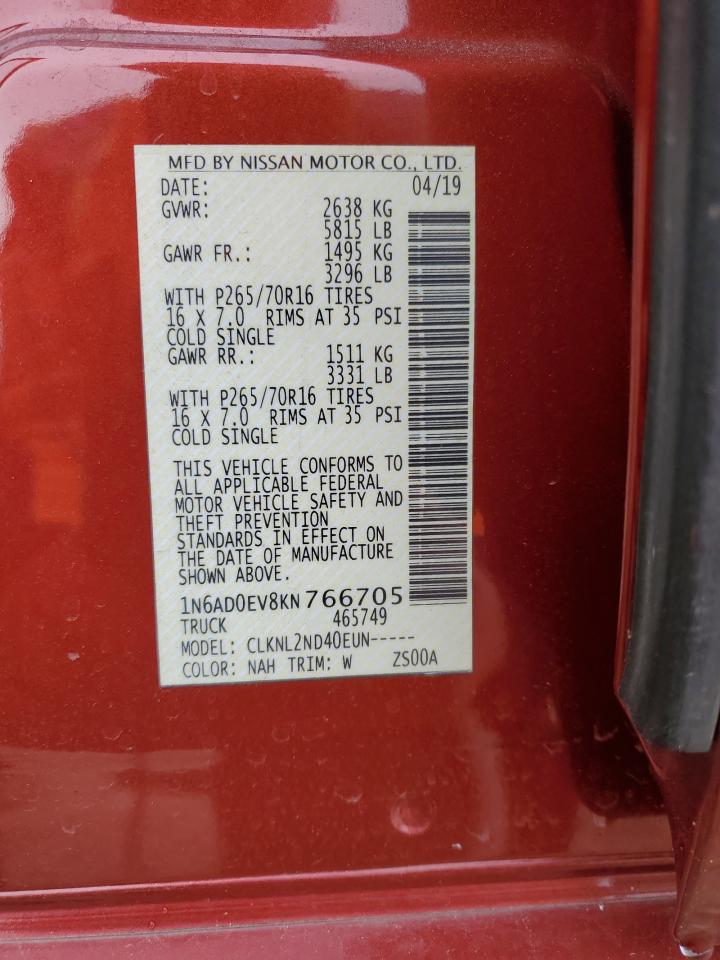 MFD BY NISSAN MOTOR CO., LTD.
DATE: 04/19
GVWR: 2638 KG
5815 LB
GAWR FR.: 1495 KG
3296 LB
WITH P265/70R16 TIRES
16 X 7.0 RIMS AT 35 PSI
COLD SINGLE
GAWR RR.: 1511 KG
3331 LB
WITH P265/70R16 TIRES
16 X 7.0 RIMS AT 35 PSI
COLD SINGLE
THIS VEHICLE CONFORMS TO
ALL APPLICABLE FEDERAL
MOTOR VEHICLE SAFETY AND
THEFT PREVENTION
STANDARDS IN EFFECT ON
THE DATE OF MANUFACTURE
SHOWN ABOVE.
1N6AD0EV8KN 766705
TRUCK 465749
MODEL: CLKNL2ND40EUN-----
COLOR: NAH TRIM: W ZS00A